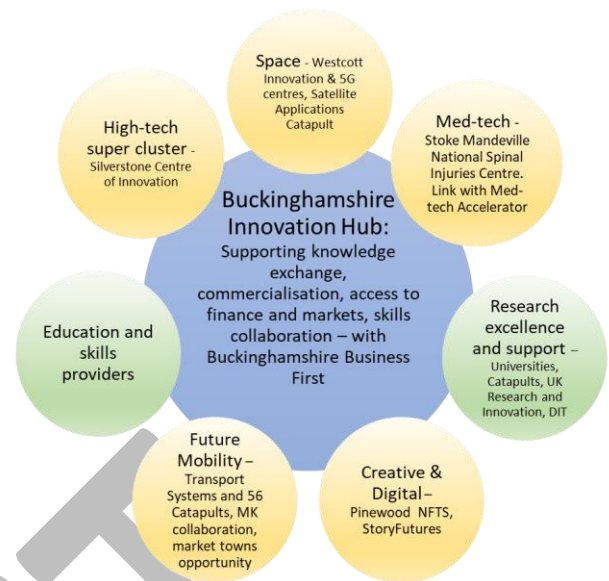 Space - Westcott
Innovation & 5G
centres, Satellite
Applications
Catapult
High-tech
super cluster -
Silverstone Centre
of Innovation
Med-tech -
Stoke Mandeville
National Spinal
Injuries Centre.
Link with Med-
tech Accelerator
Buckinghamshire
Innovation Hub:
Supporting knowledge
exchange,
commercialisation, access to
finance and markets, skills
collaboration – with
Buckinghamshire Business
First
Education and
skills
providers
Research
excellence
and support –
Universities,
Catapults, UK
Research and
Innovation, DIT
Future
Mobility –
Transport
Systems and 56
Catapults, MK
collaboration,
market towns
opportunity
Creative &
Digital –
Pinewood NFTS,
StoryFutures